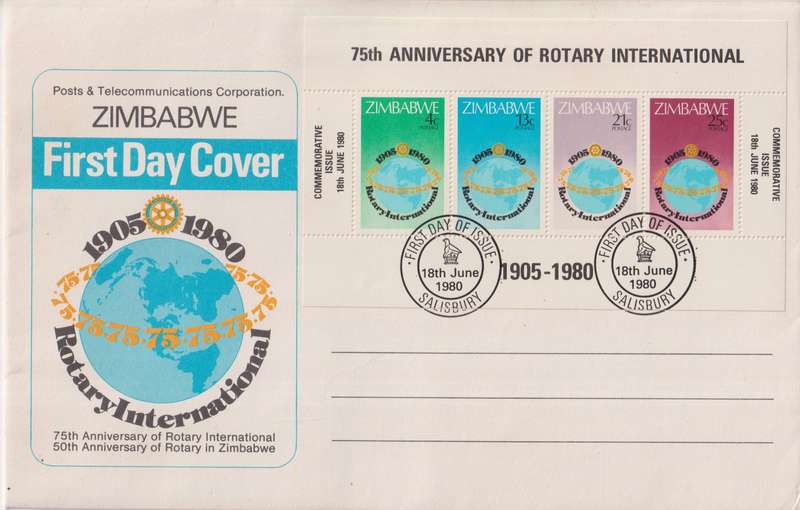 Posts & Telecommunications Corporation.
ZIMBABWE
First Day Cover
1905 1980
75·75·75·75·75·75·75
Rotary International
75th Anniversary of Rotary International
50th Anniversary of Rotary in Zimbabwe
75th ANNIVERSARY OF ROTARY INTERNATIONAL
COMMEMORATIVE
ISSUE
18th JUNE 1980
ZIMBABWE
4c
POSTAGE
1905 1980
Rotary International
ZIMBABWE
13c
POSTAGE
1905 1980
Rotary International
ZIMBABWE
21c
POSTAGE
1905 1980
Rotary International
ZIMBABWE
25c
POSTAGE
1905 1980
Rotary International
COMMEMORATIVE
ISSUE
18th JUNE 1980
· FIRST DAY OF ISSUE ·
18th June
1980
SALISBURY
1905-1980
· FIRST DAY OF ISSUE ·
18th June
1980
SALISBURY